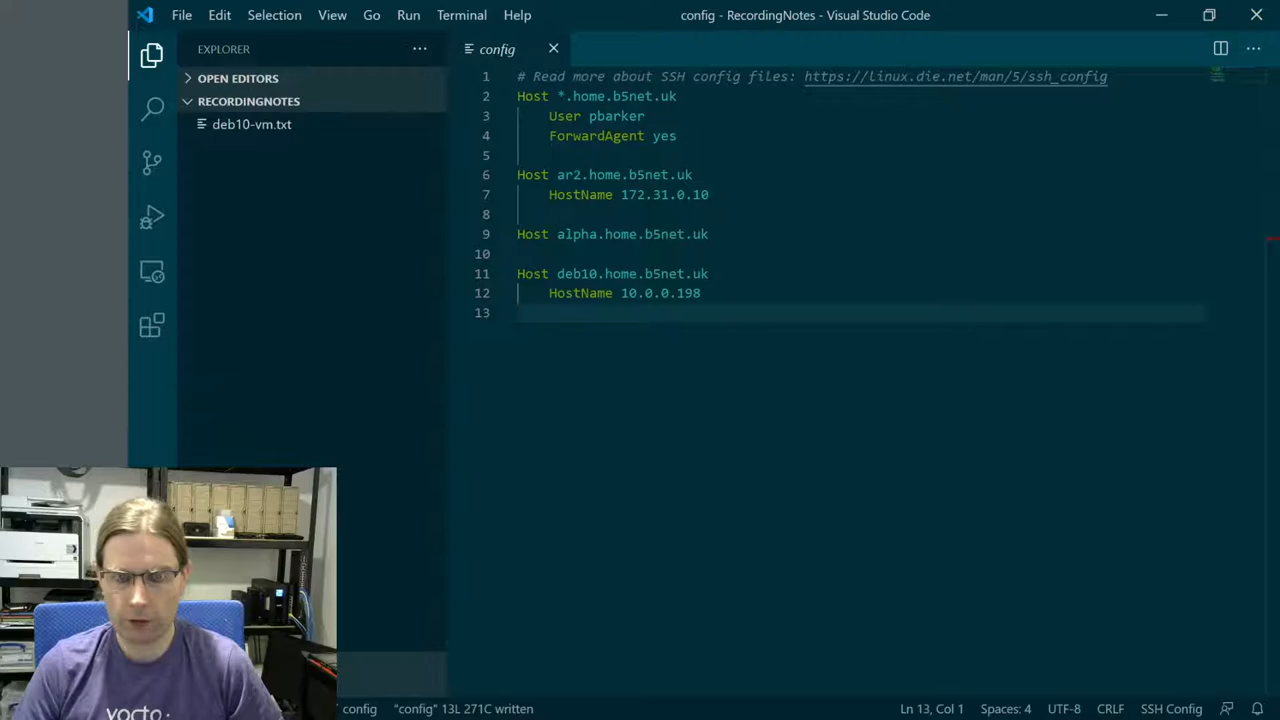 File Edit Selection View Go Run Terminal Help
config - RecordingNotes - Visual Studio Code
EXPLORER
OPEN EDITORS
RECORDINGNOTES
deb10-vm.txt
config
1 # Read more about SSH config files: https://linux.die.net/man/5/ssh_config
2 Host *.home.b5net.uk
3 User pbarker
4 ForwardAgent yes
5
6 Host ar2.home.b5net.uk
7 HostName 172.31.0.10
8
9 Host alpha.home.b5net.uk
10
11 Host deb10.home.b5net.uk
12 HostName 10.0.0.198
13
yocto
config "config" 13L 271C written Ln 13, Col 1 Spaces: 4 UTF-8 CRLF SSH Config